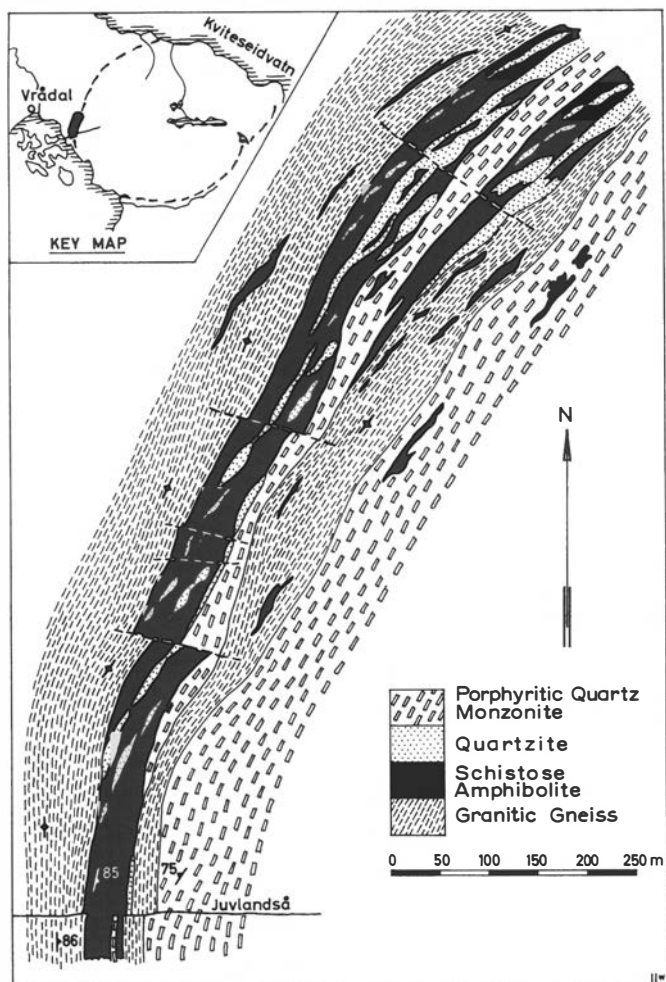 Kviteseidvatn
Vrådal
KEY MAP
N
Porphyritic Quartz
Monzonite
Quartzite
Schistose
Amphibolite
Granitic Gneiss
0 50 100 150 200 250 m
85
75
Juvlandså
86